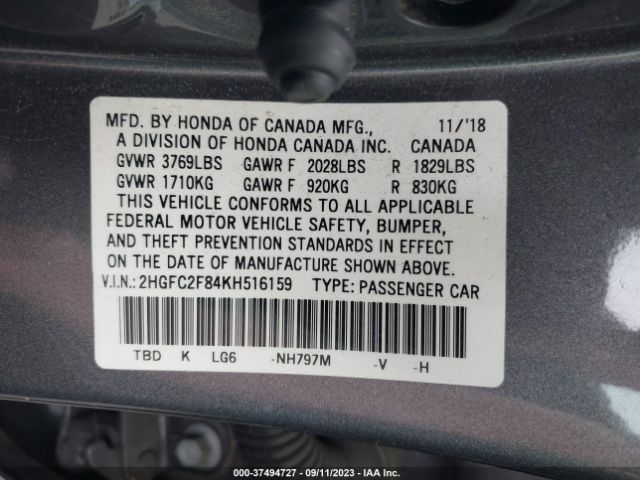 MFD. BY HONDA OF CANADA MFG., 11/'18
A DIVISION OF HONDA CANADA INC. CANADA
GVWR 3769LBS GAWR F 2028LBS R 1829LBS
GVWR 1710KG GAWR F 920KG R 830KG
THIS VEHICLE CONFORMS TO ALL APPLICABLE
FEDERAL MOTOR VEHICLE SAFETY, BUMPER,
AND THEFT PREVENTION STANDARDS IN EFFECT
ON THE DATE OF MANUFACTURE SHOWN ABOVE.
V.I.N.: 2HGFC2F84KH516159 TYPE: PASSENGER CAR
TBD K LG6 -NH797M -V -H
000-37494727 - 09/11/2023 - IAA Inc.